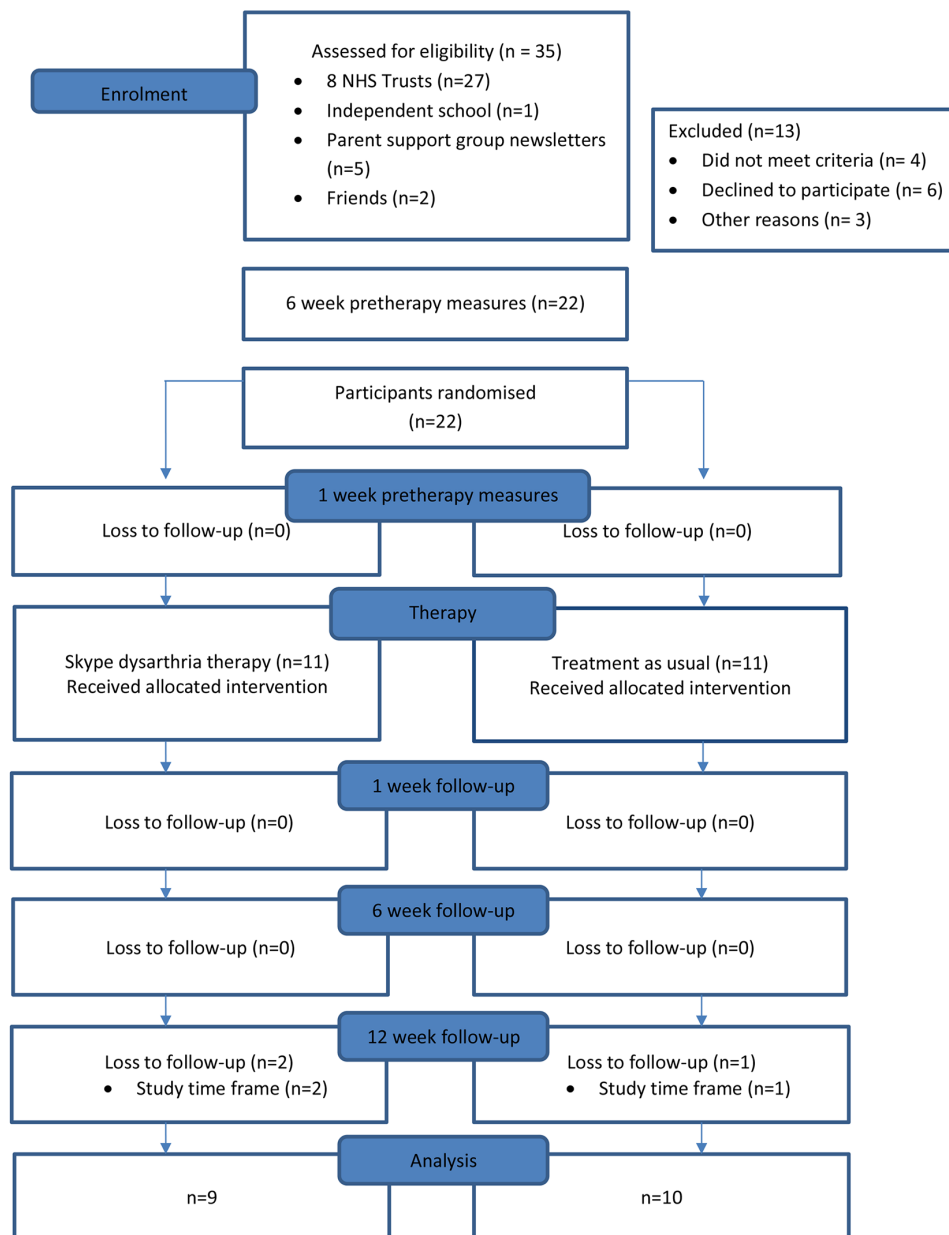 Enrolment
Assessed for eligibility (n = 35)
• 8 NHS Trusts (n=27)
• Independent school (n=1)
• Parent support group newsletters
(n=5)
• Friends (n=2)
Excluded (n=13)
• Did not meet criteria (n= 4)
• Declined to participate (n= 6)
• Other reasons (n= 3)
6 week pretherapy measures (n=22)
Participants randomised
(n=22)
1 week pretherapy measures
Loss to follow-up (n=0)
Loss to follow-up (n=0)
Therapy
Skype dysarthria therapy (n=11)
Received allocated intervention
Treatment as usual (n=11)
Received allocated intervention
1 week follow-up
Loss to follow-up (n=0)
Loss to follow-up (n=0)
6 week follow-up
Loss to follow-up (n=0)
Loss to follow-up (n=0)
12 week follow-up
Loss to follow-up (n=2)
• Study time frame (n=2)
Loss to follow-up (n=1)
• Study time frame (n=1)
Analysis
n=9
n=10